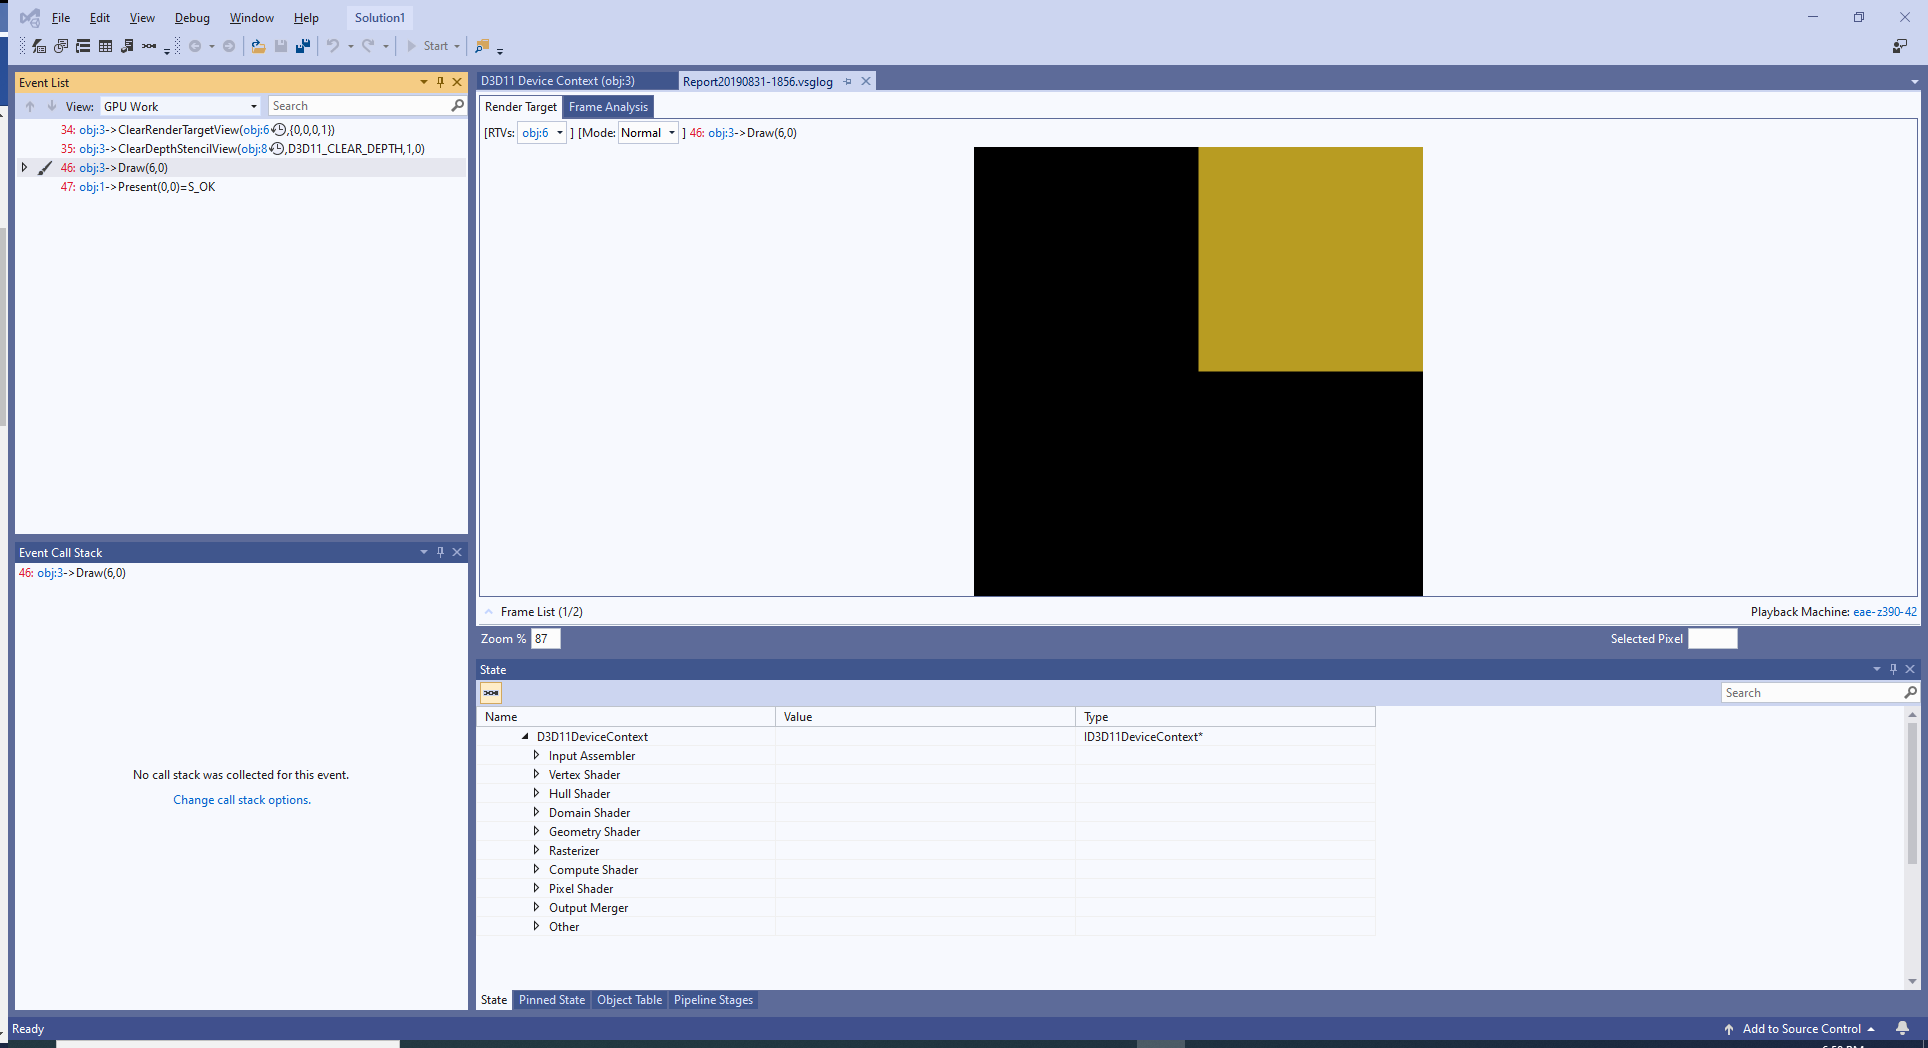 File Edit View Debug Window Help Solution1
Start
Event List
View: GPU Work Search
34: obj:3->ClearRenderTargetView(obj:6,{0,0,0,1})
35: obj:3->ClearDepthStencilView(obj:8,D3D11_CLEAR_DEPTH,1,0)
46: obj:3->Draw(6,0)
47: obj:1->Present(0,0)=S_OK
Event Call Stack
46: obj:3->Draw(6,0)
No call stack was collected for this event.
Change call stack options.
D3D11 Device Context (obj:3) Report20190831-1856.vsglog
Render Target Frame Analysis
[RTVs: obj:6 ] [Mode: Normal ] 46: obj:3->Draw(6,0)
Frame List (1/2) Playback Machine: eae-z390-42
Zoom % 87 Selected Pixel
State
Search
Name Value Type
D3D11DeviceContext ID3D11DeviceContext*
Input Assembler
Vertex Shader
Hull Shader
Domain Shader
Geometry Shader
Rasterizer
Compute Shader
Pixel Shader
Output Merger
Other
State Pinned State Object Table Pipeline Stages
Ready Add to Source Control